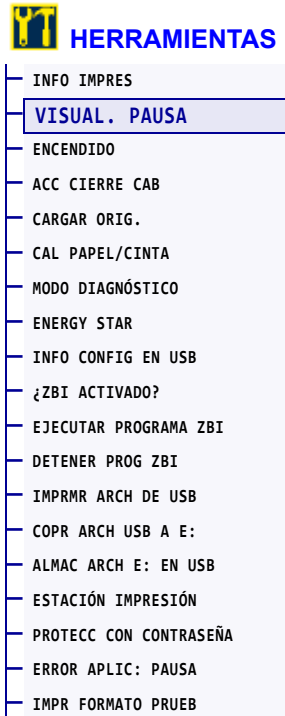 HERRAMIENTAS
INFO IMPRES
VISUAL. PAUSA
ENCENDIDO
ACC CIERRE CAB
CARGAR ORIG.
CAL PAPEL/CINTA
MODO DIAGNÓSTICO
ENERGY STAR
INFO CONFIG EN USB
¿ZBI ACTIVADO?
EJECUTAR PROGRAMA ZBI
DETENER PROG ZBI
IMPRMR ARCH DE USB
COPR ARCH USB A E:
ALMAC ARCH E: EN USB
ESTACIÓN IMPRESIÓN
PROTECC CON CONTRASEÑA
ERROR APLIC: PAUSA
IMPR FORMATO PRUEB